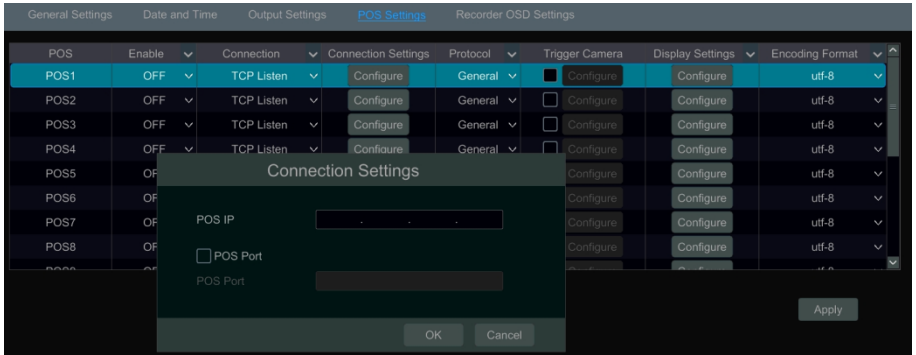 General Settings Date and Time Output Settings POS Settings Recorder OSD Settings
POS Enable Connection Connection Settings Protocol Trigger Camera Display Settings Encoding Format
POS1 OFF TCP Listen Configure General Configure Configure utf-8
POS2 OFF TCP Listen Configure General Configure Configure utf-8
POS3 OFF TCP Listen Configure General Configure Configure utf-8
POS4 OFF TCP Listen Configure General Configure Configure utf-8
POS5 Configure Configure utf-8
POS6 Configure Configure utf-8
POS7 Configure Configure utf-8
POS8 Configure Configure utf-8
Connection Settings
POS IP . . .
POS Port
POS Port
OK Cancel
Apply